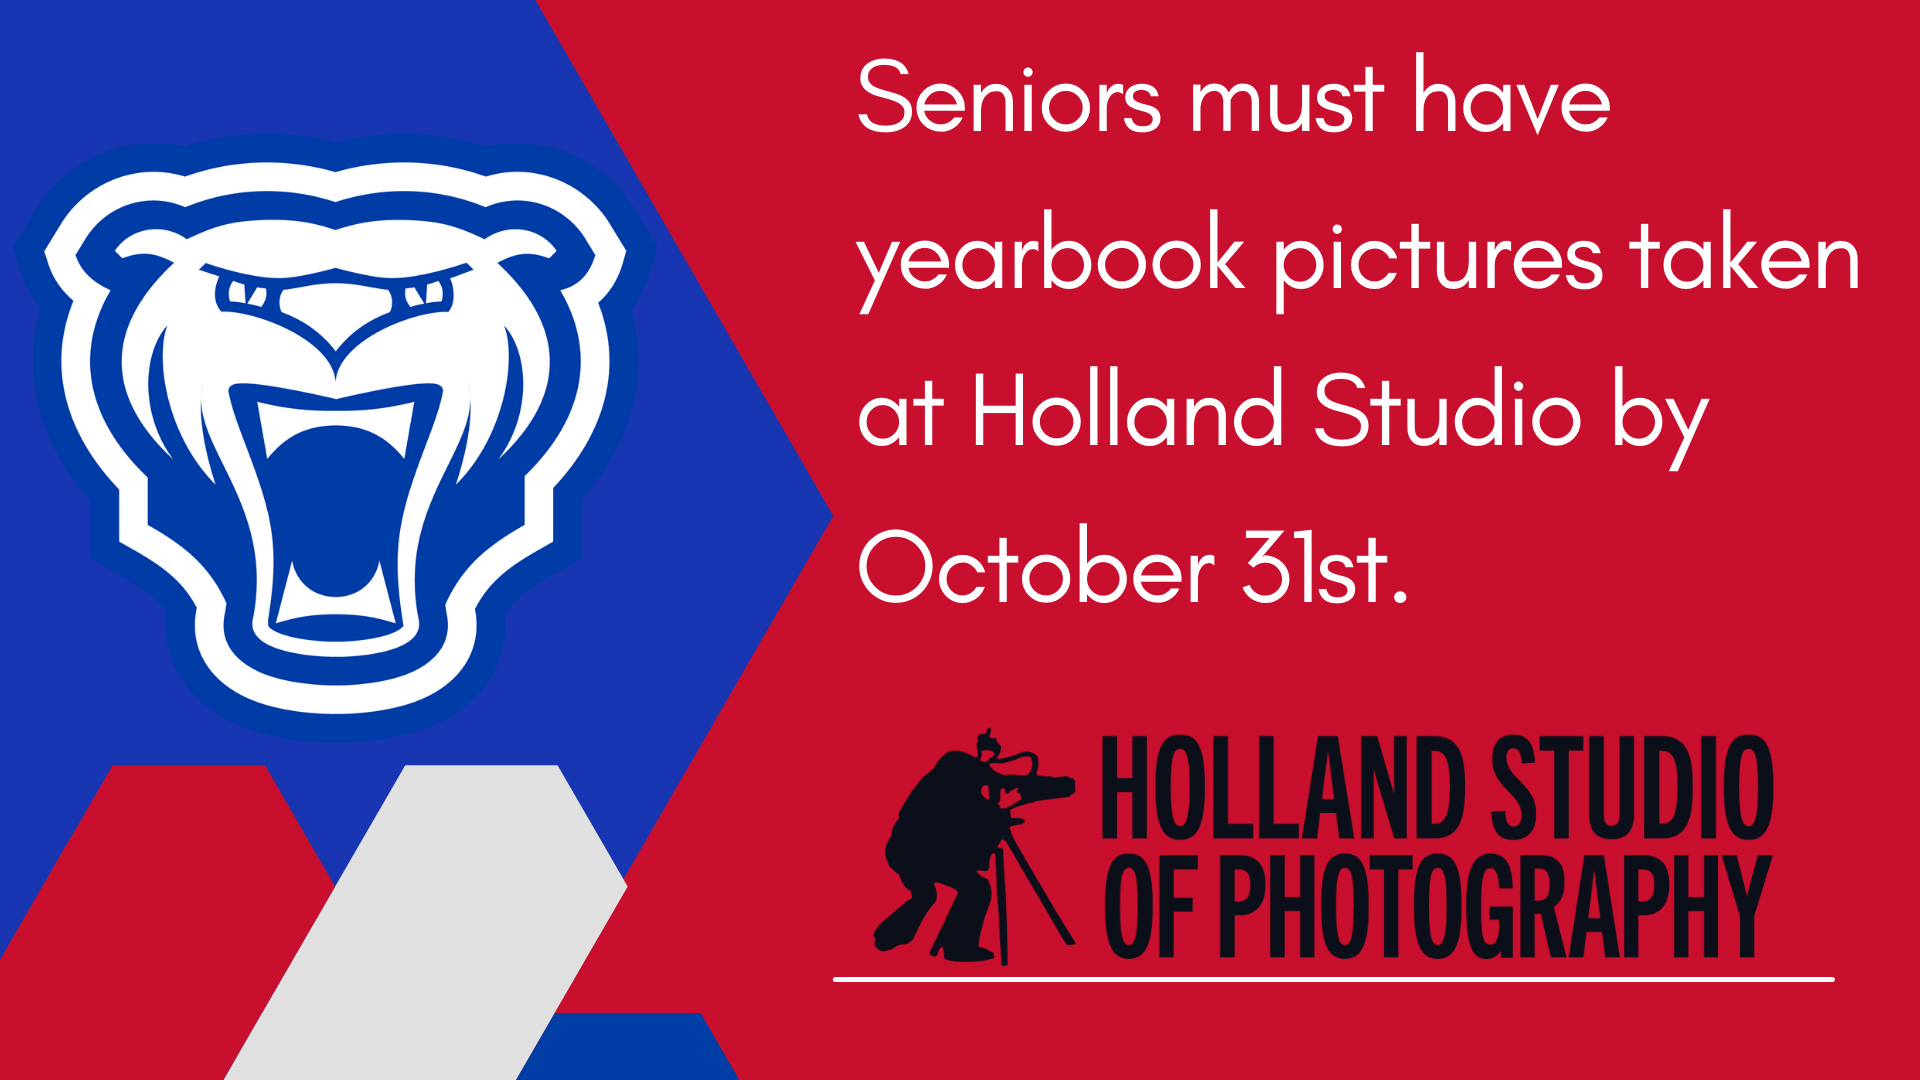 Seniors must have
yearbook pictures taken
at Holland Studio by
October 31st.
HOLLAND STUDIO
OF PHOTOGRAPHY